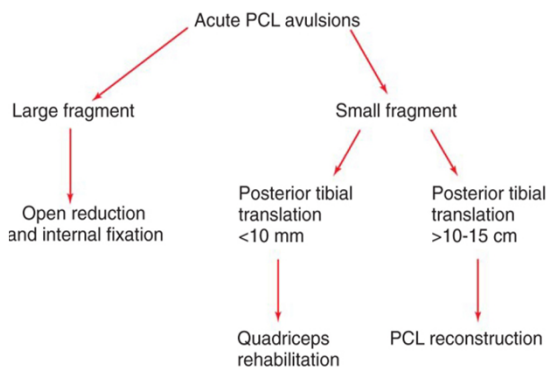 Acute PCL avulsions
Large fragment
Small fragment
Open reduction
and internal fixation
Posterior tibial
translation
<10 mm
Posterior tibial
translation
>10-15 cm
Quadriceps
rehabilitation
PCL reconstruction